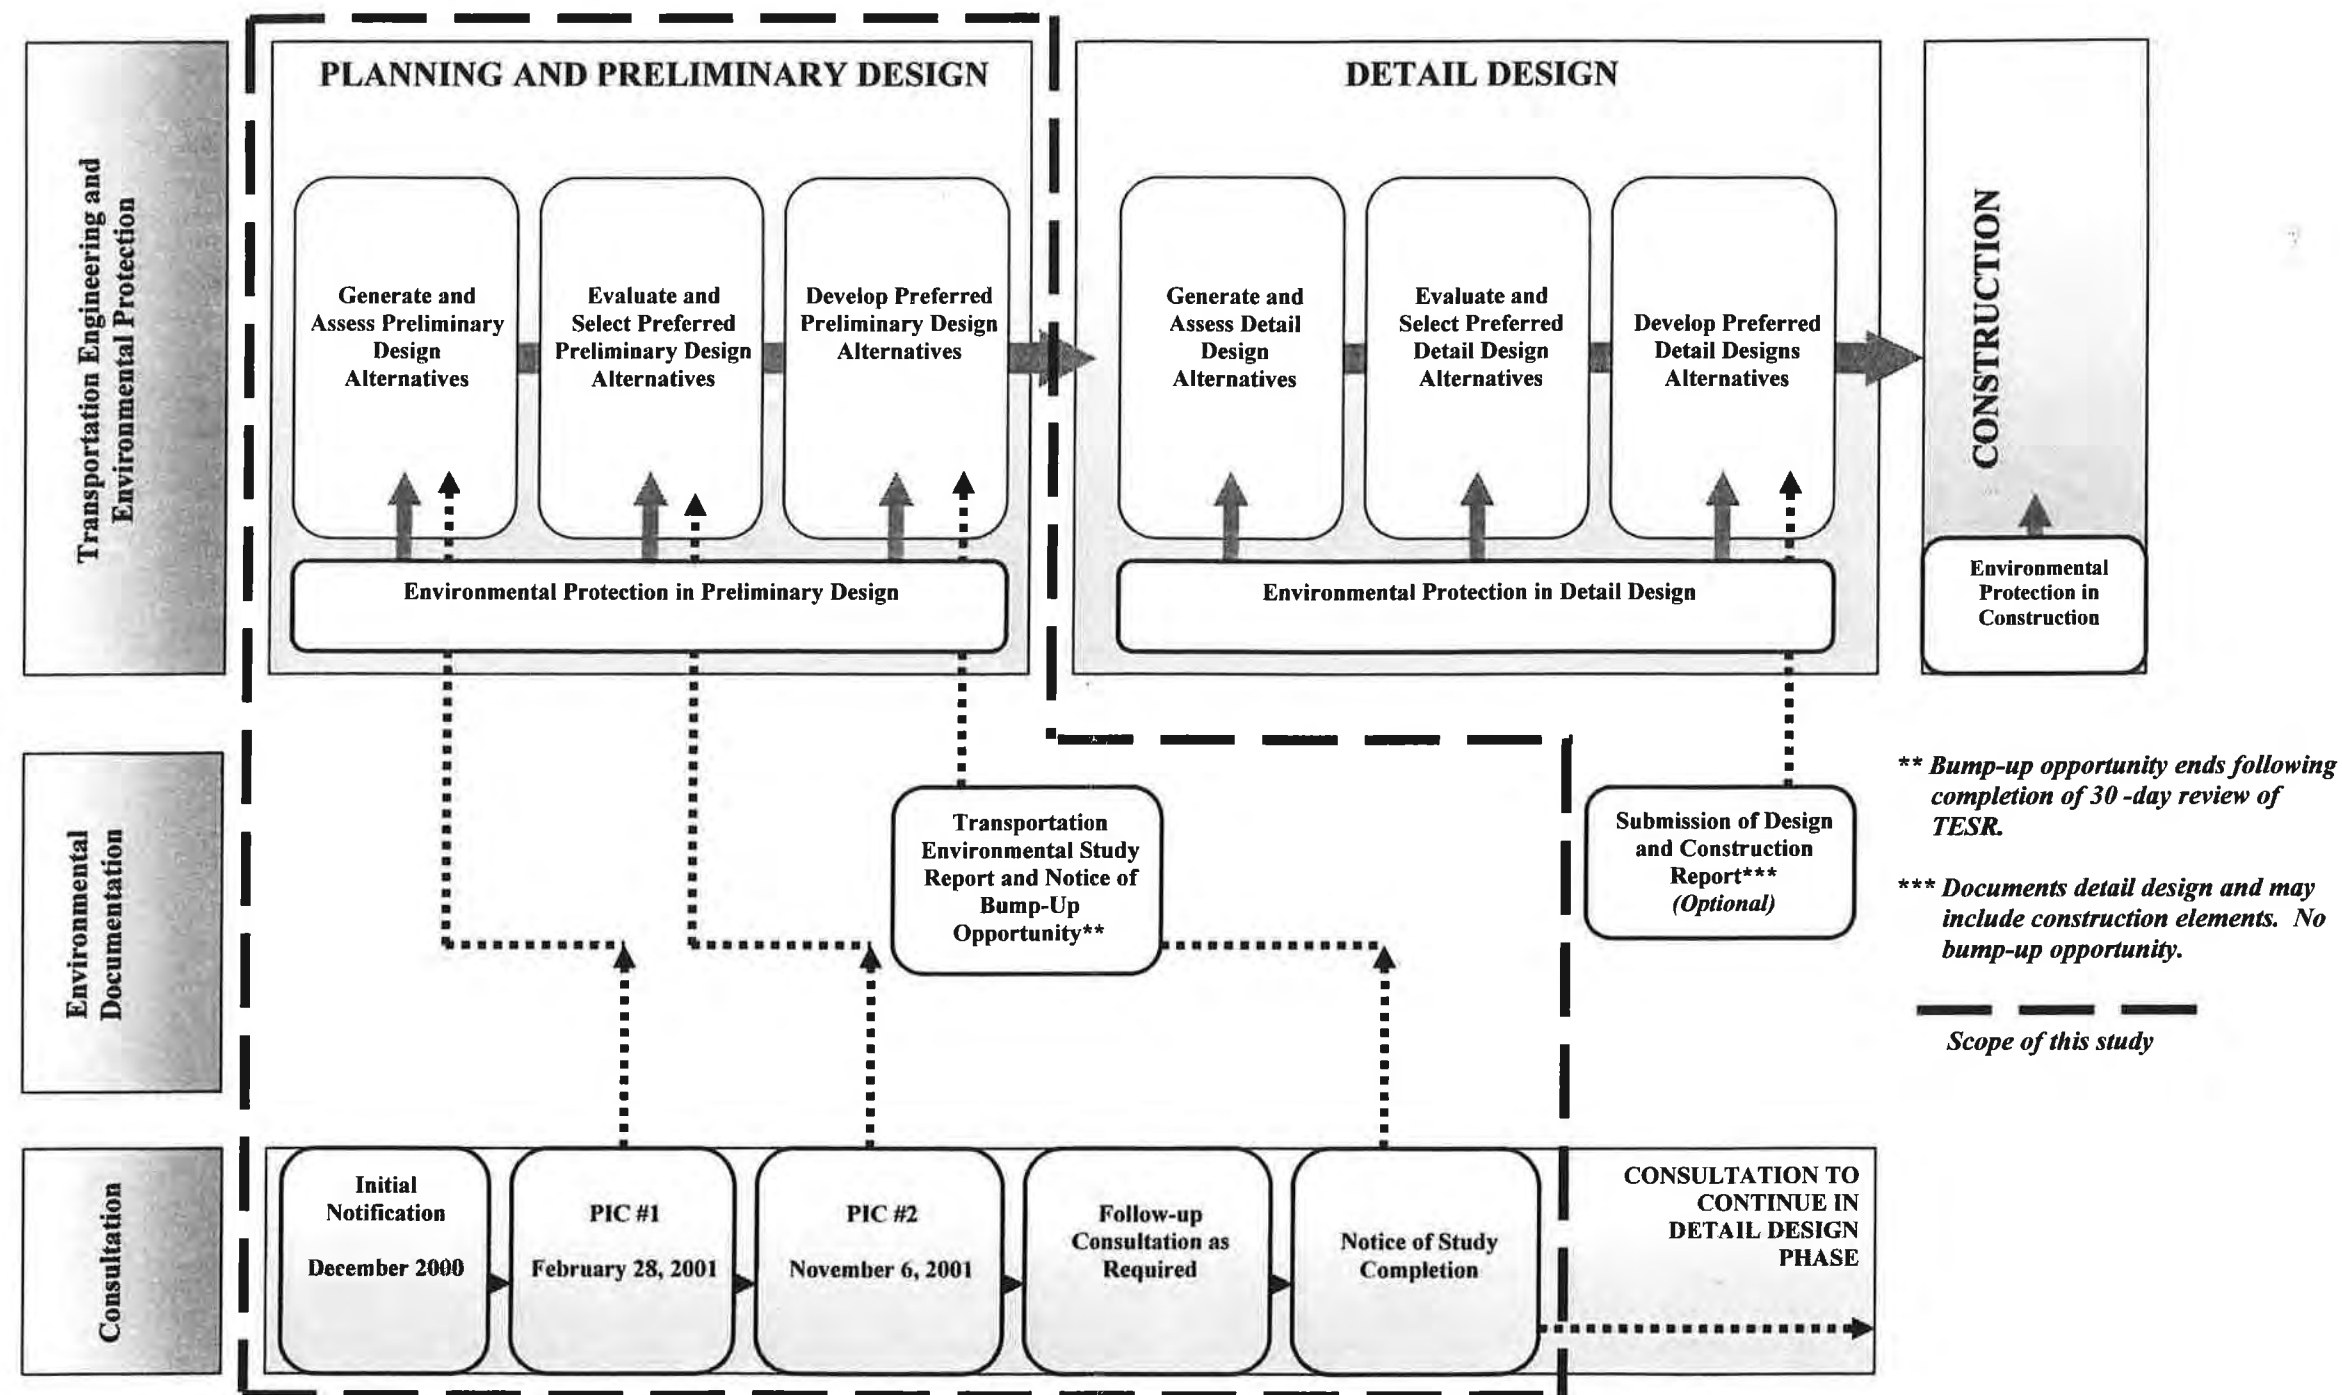 Transportation Engineering and
Environmental Protection
PLANNING AND PRELIMINARY DESIGN
Generate and
Assess Preliminary
Design
Alternatives
Evaluate and
Select Preferred
Preliminary Design
Alternatives
Develop Preferred
Preliminary Design
Alternatives
Environmental Protection in Preliminary Design
DETAIL DESIGN
Generate and
Assess Detail
Design
Alternatives
Evaluate and
Select Preferred
Detail Design
Alternatives
Develop Preferred
Detail Designs
Alternatives
Environmental Protection in Detail Design
CONSTRUCTION
Environmental
Protection in
Construction
Environmental
Documentation
Transportation
Environmental Study
Report and Notice of
Bump-Up
Opportunity**
Submission of Design
and Construction
Report***
(Optional)
** Bump-up opportunity ends following
completion of 30 -day review of
TESR.
*** Documents detail design and may
include construction elements. No
bump-up opportunity.
Scope of this study
Consultation
Initial
Notification
December 2000
PIC #1
February 28, 2001
PIC #2
November 6, 2001
Follow-up
Consultation as
Required
Notice of Study
Completion
CONSULTATION TO
CONTINUE IN
DETAIL DESIGN
PHASE